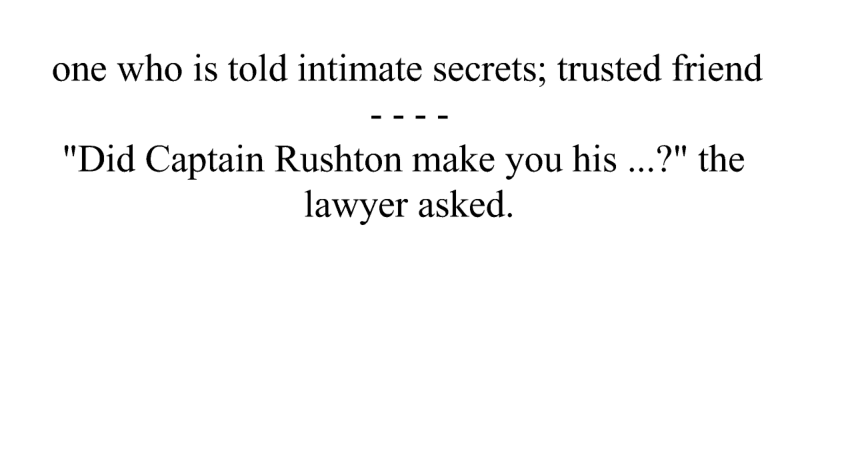 one who is told intimate secrets; trusted friend
- - - -
"Did Captain Rushton make you his ...?" the
lawyer asked.